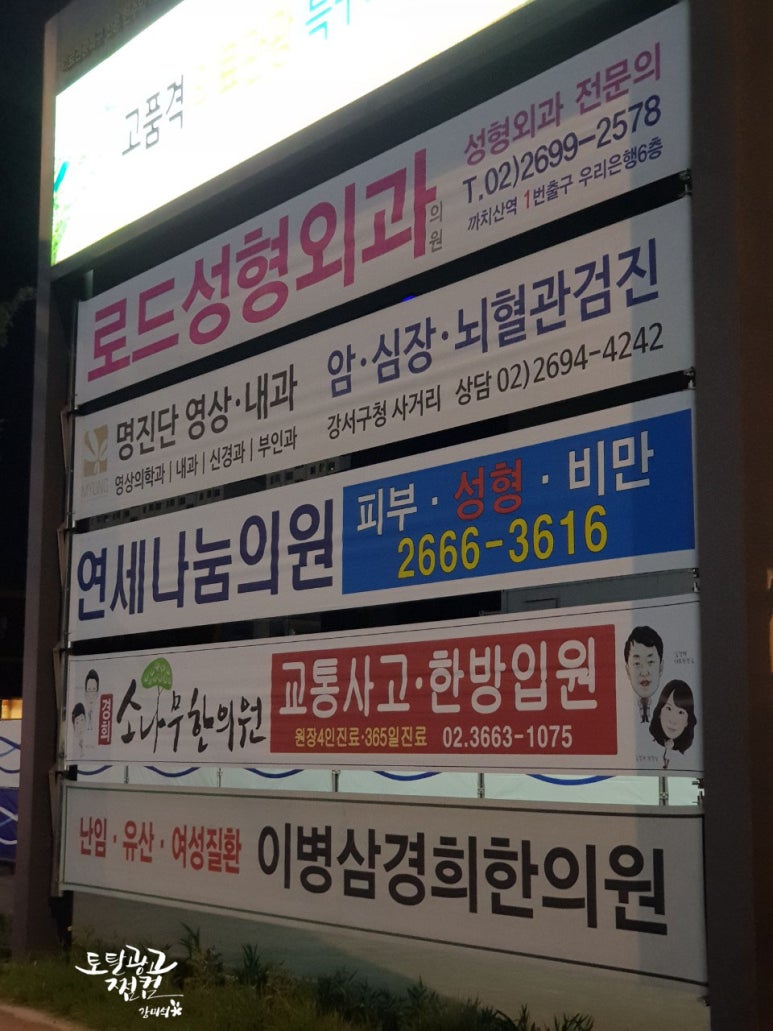 고품격
로드성형외과의원
성형외과 전문의
T.02)2699-2578
까치산역 1번출구 우리은행6층
MYUNG
명진단 영상·내과
영상의학과|내과|신경과|부인과
암·심장·뇌혈관검진
강서구청 사거리 상담 02)2694-4242
연세나눔의원
피부·성형·비만
2666-3616
경희
소나무한의원
교통사고·한방입원
원장4인진료·365일진료 02.3663-1075
난임·유산·여성질환 이병삼경희한의원
토탈광고
쩜컴